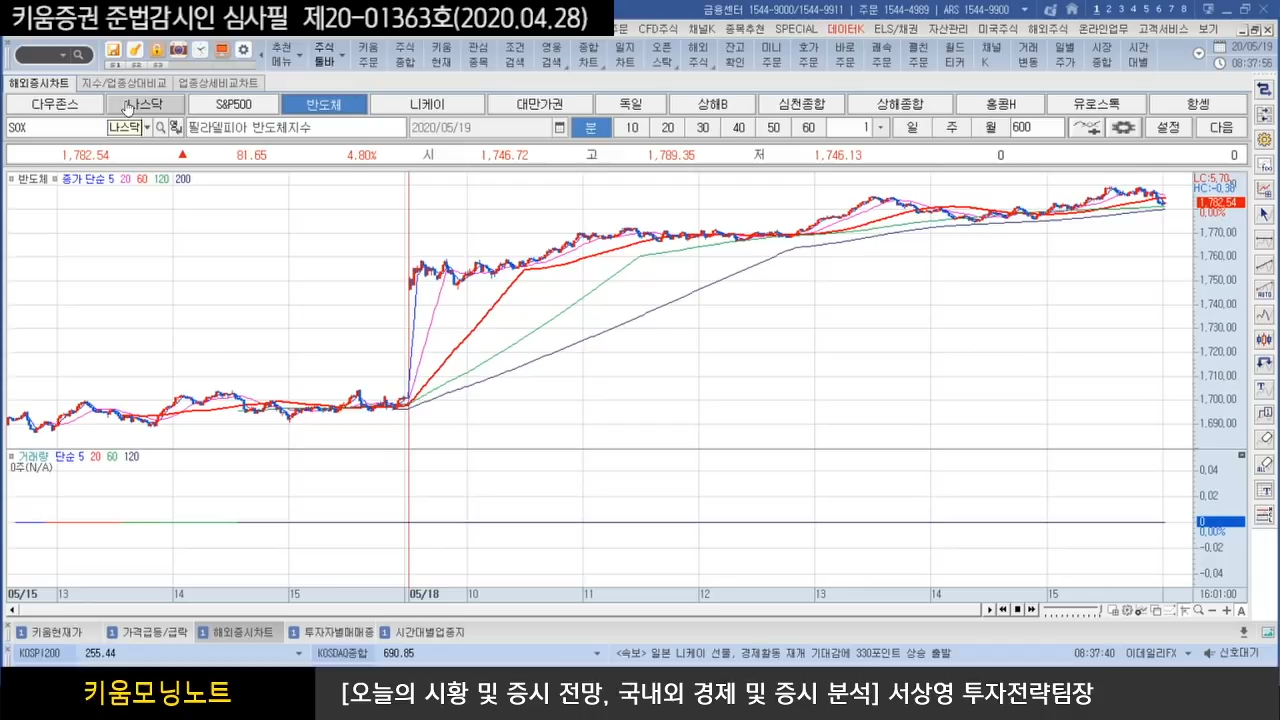 키움증권 준법감시인 심사필 제20-01363호(2020.04.28)
금융센터 1544-9000/1544-9911 | 주문 1544-4989 | ARS 1544-9900
1 2 3 4 5 6 7 8
주문 CFD주식 채널K 종목추천 SPECIAL 데이터K ELS/채권 자산관리 미국주식 해외주식 온라인업무 고객서비스 보기
추천 메뉴 주식 툴바 키움 주문 주식 종합 키움 현재 관심 종목 조건 검색 영웅 검색 종합 차트 일지 차트 오픈 스탁 해외 주식 잔고 확인 미니 주문 호가 주문 바로 주문 쾌속 주문 플친 주문 월드 티커 채널 K 거래 변동 일별 주가 시장 종합 시간 대별
20/05/19
08:37:56
해외증시차트 지수/업종상대비교 업종상세비교차트
다우존스 나스닥 S&P500 반도체 니케이 대만가권 독일 상해B 심천종합 상해종합 홍콩H 유로스톡 항셍
SOX 나스닥 필라델피아 반도체지수 2020/05/19 분 10 20 30 40 50 60 1 일 주 월 600 설정 다음
1,782.54 ▲ 81.65 4.80% 시 1,746.72 고 1,789.35 저 1,746.13 0 0
반도체 종가 단순 5 20 60 120 200
LC:5.70
HC:-0.38
1,782.54
0.00%
1,770.00
1,760.00
1,750.00
1,740.00
1,730.00
1,720.00
1,710.00
1,700.00
1,690.00
거래량 단순 5 20 60 120
0주(N/A)
0.04
0.02
0
0.00%
-0.02
-0.04
05/15 13 14 15 05/18 10 11 12 13 14 15 16:01:00
1 키움현재가 1 가격급등/급락 1 해외증시차트 1 투자자별매매종 1 시간대별업종지
KOSPI200 255.44 KOSDAQ종합 690.85 <속보> 일본 니케이 선물, 경제활동 재개 기대감에 330포인트 상승 출발 08:37:40 이데일리FX 신호대기
키움모닝노트
[오늘의 시황 및 증시 전망, 국내외 경제 및 증시 분석] 서상영 투자전략팀장